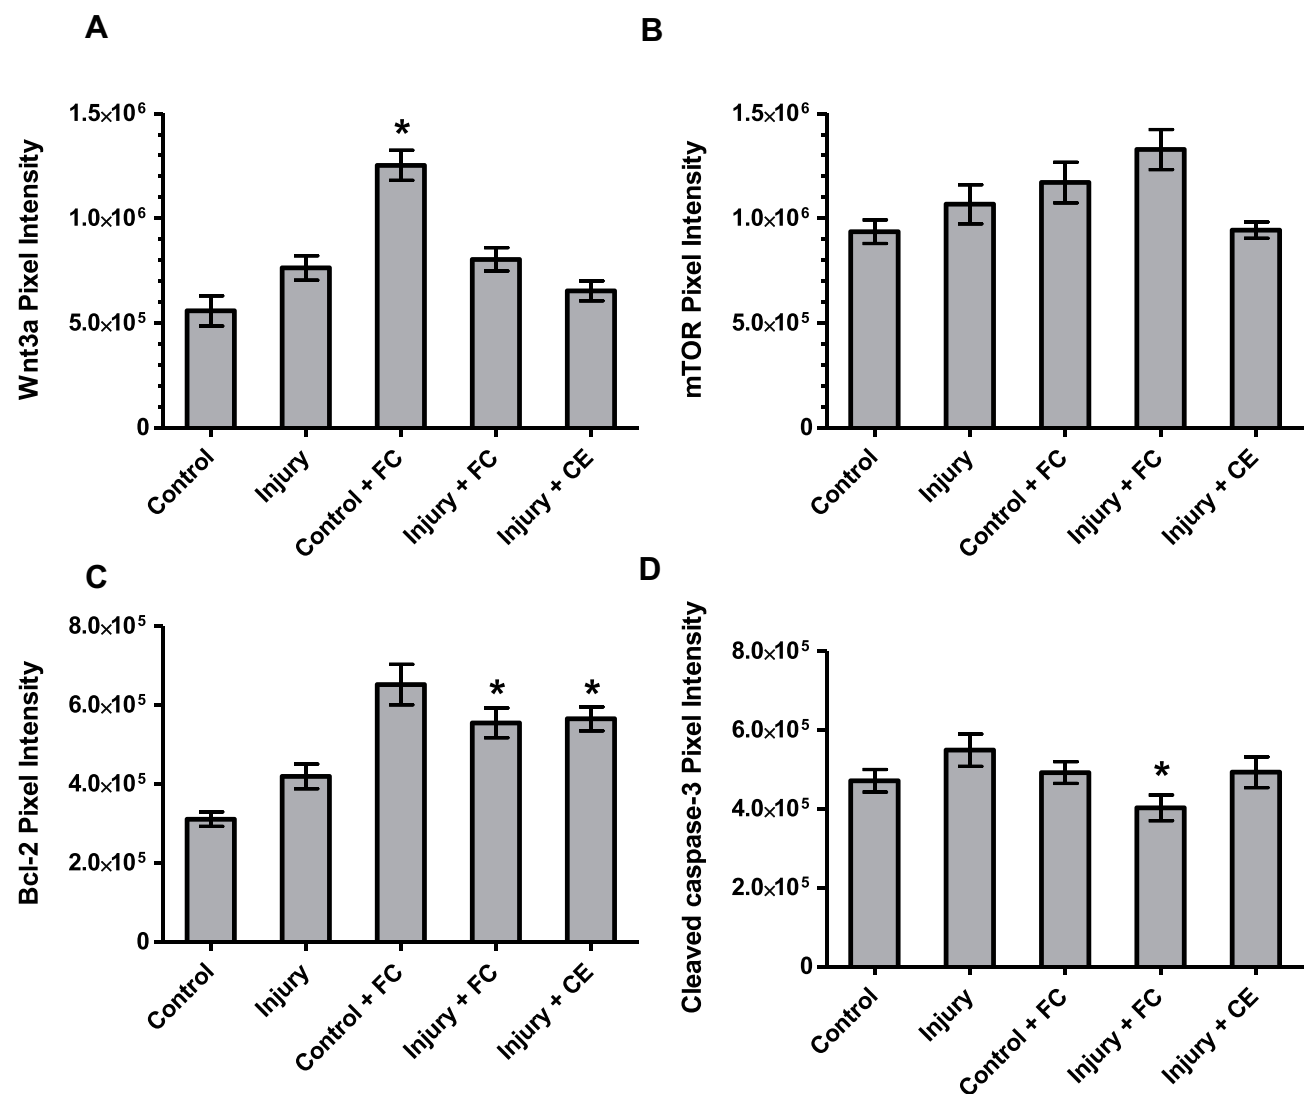 A
Wnt3a Pixel Intensity
1.5×10⁶
1.0×10⁶
5.0×10⁵
0
*
Control
Injury
Control + FC
Injury + FC
Injury + CE
B
mTOR Pixel Intensity
1.5×10⁶
1.0×10⁶
5.0×10⁵
0
Control
Injury
Control + FC
Injury + FC
Injury + CE
C
Bcl-2 Pixel Intensity
8.0×10⁵
6.0×10⁵
4.0×10⁵
2.0×10⁵
0
* *
Control
Injury
Control + FC
Injury + FC
Injury + CE
D
Cleaved caspase-3 Pixel Intensity
8.0×10⁵
6.0×10⁵
4.0×10⁵
2.0×10⁵
0
*
Control
Injury
Control + FC
Injury + FC
Injury + CE